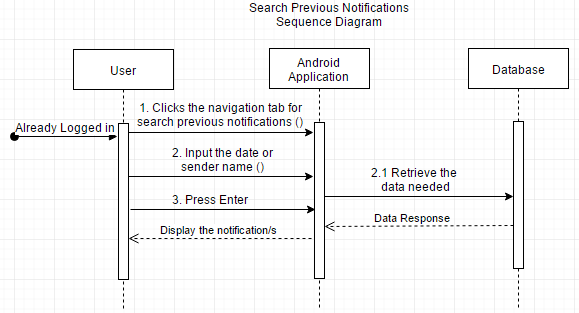 Search Previous Notifications
Sequence Diagram
User
Android
Application
Database
Already Logged in
1. Clicks the navigation tab for
search previous notifications ()
2. Input the date or
sender name ()
2.1 Retrieve the
data needed
3. Press Enter
Data Response
Display the notification/s